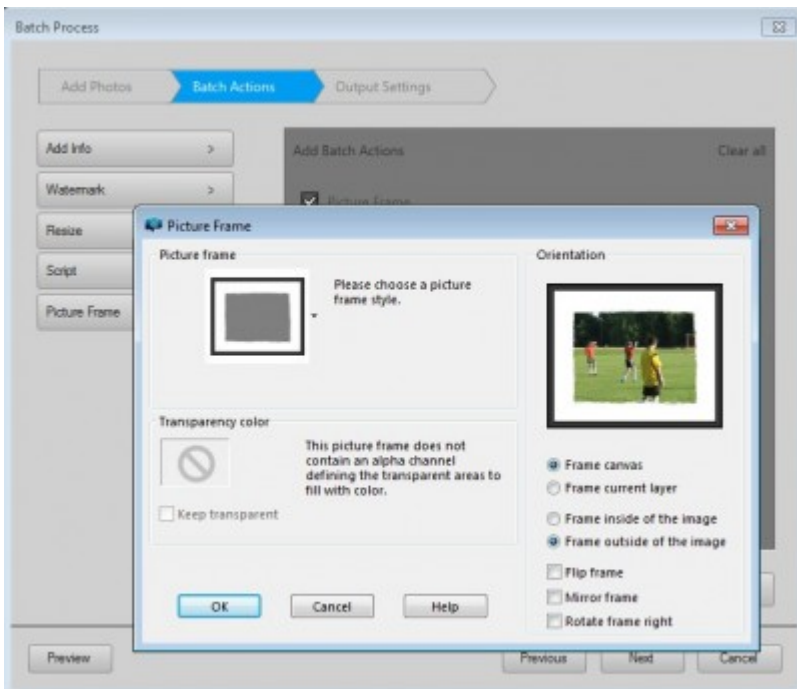 Batch Process
Add Photos
Batch Actions
Output Settings
Add Info >
Watermark >
Resize
Script
Picture Frame
Add Batch Actions
Clear all
Picture Frame
Picture Frame
Picture frame
Please choose a picture
frame style.
Transparency color
This picture frame does not
contain an alpha channel
defining the transparent areas to
fill with color.
Keep transparent
Orientation
Frame canvas
Frame current layer
Frame inside of the image
Frame outside of the image
Flip frame
Mirror frame
Rotate frame right
OK
Cancel
Help
Preview
Previous
Next
Cancel